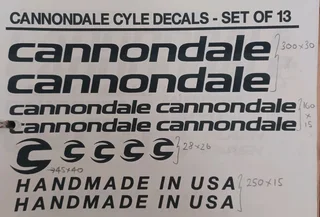 CANNONDALE CYLE DECALS - SET OF 13
cannondale
300x30
cannondale
cannondale cannondale
160
x
15
cannondale cannondale
c c c c c
28x26
45x40
HANDMADE IN USA
250x15
HANDMADE IN USA